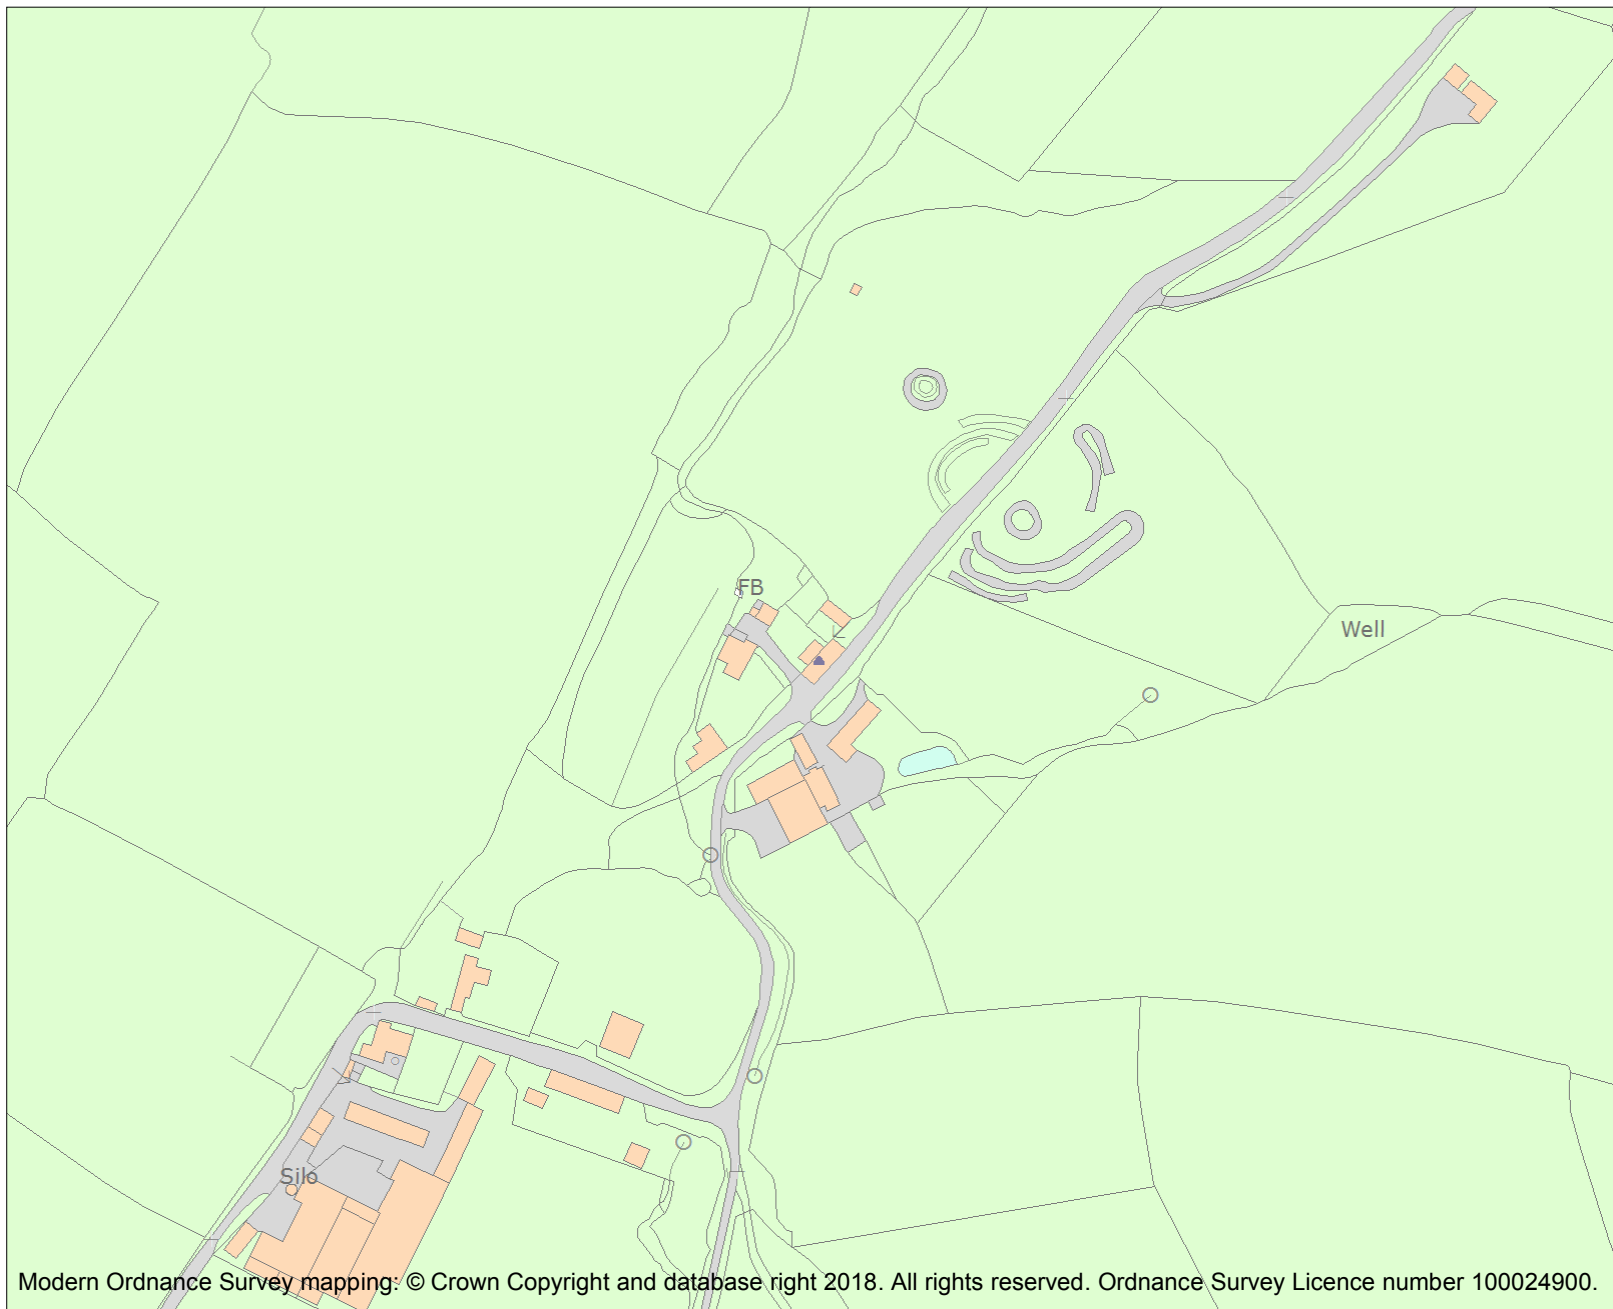 FB
Well
Silo
Modern Ordnance Survey mapping: © Crown Copyright and database right 2018. All rights reserved. Ordnance Survey Licence number 100024900.